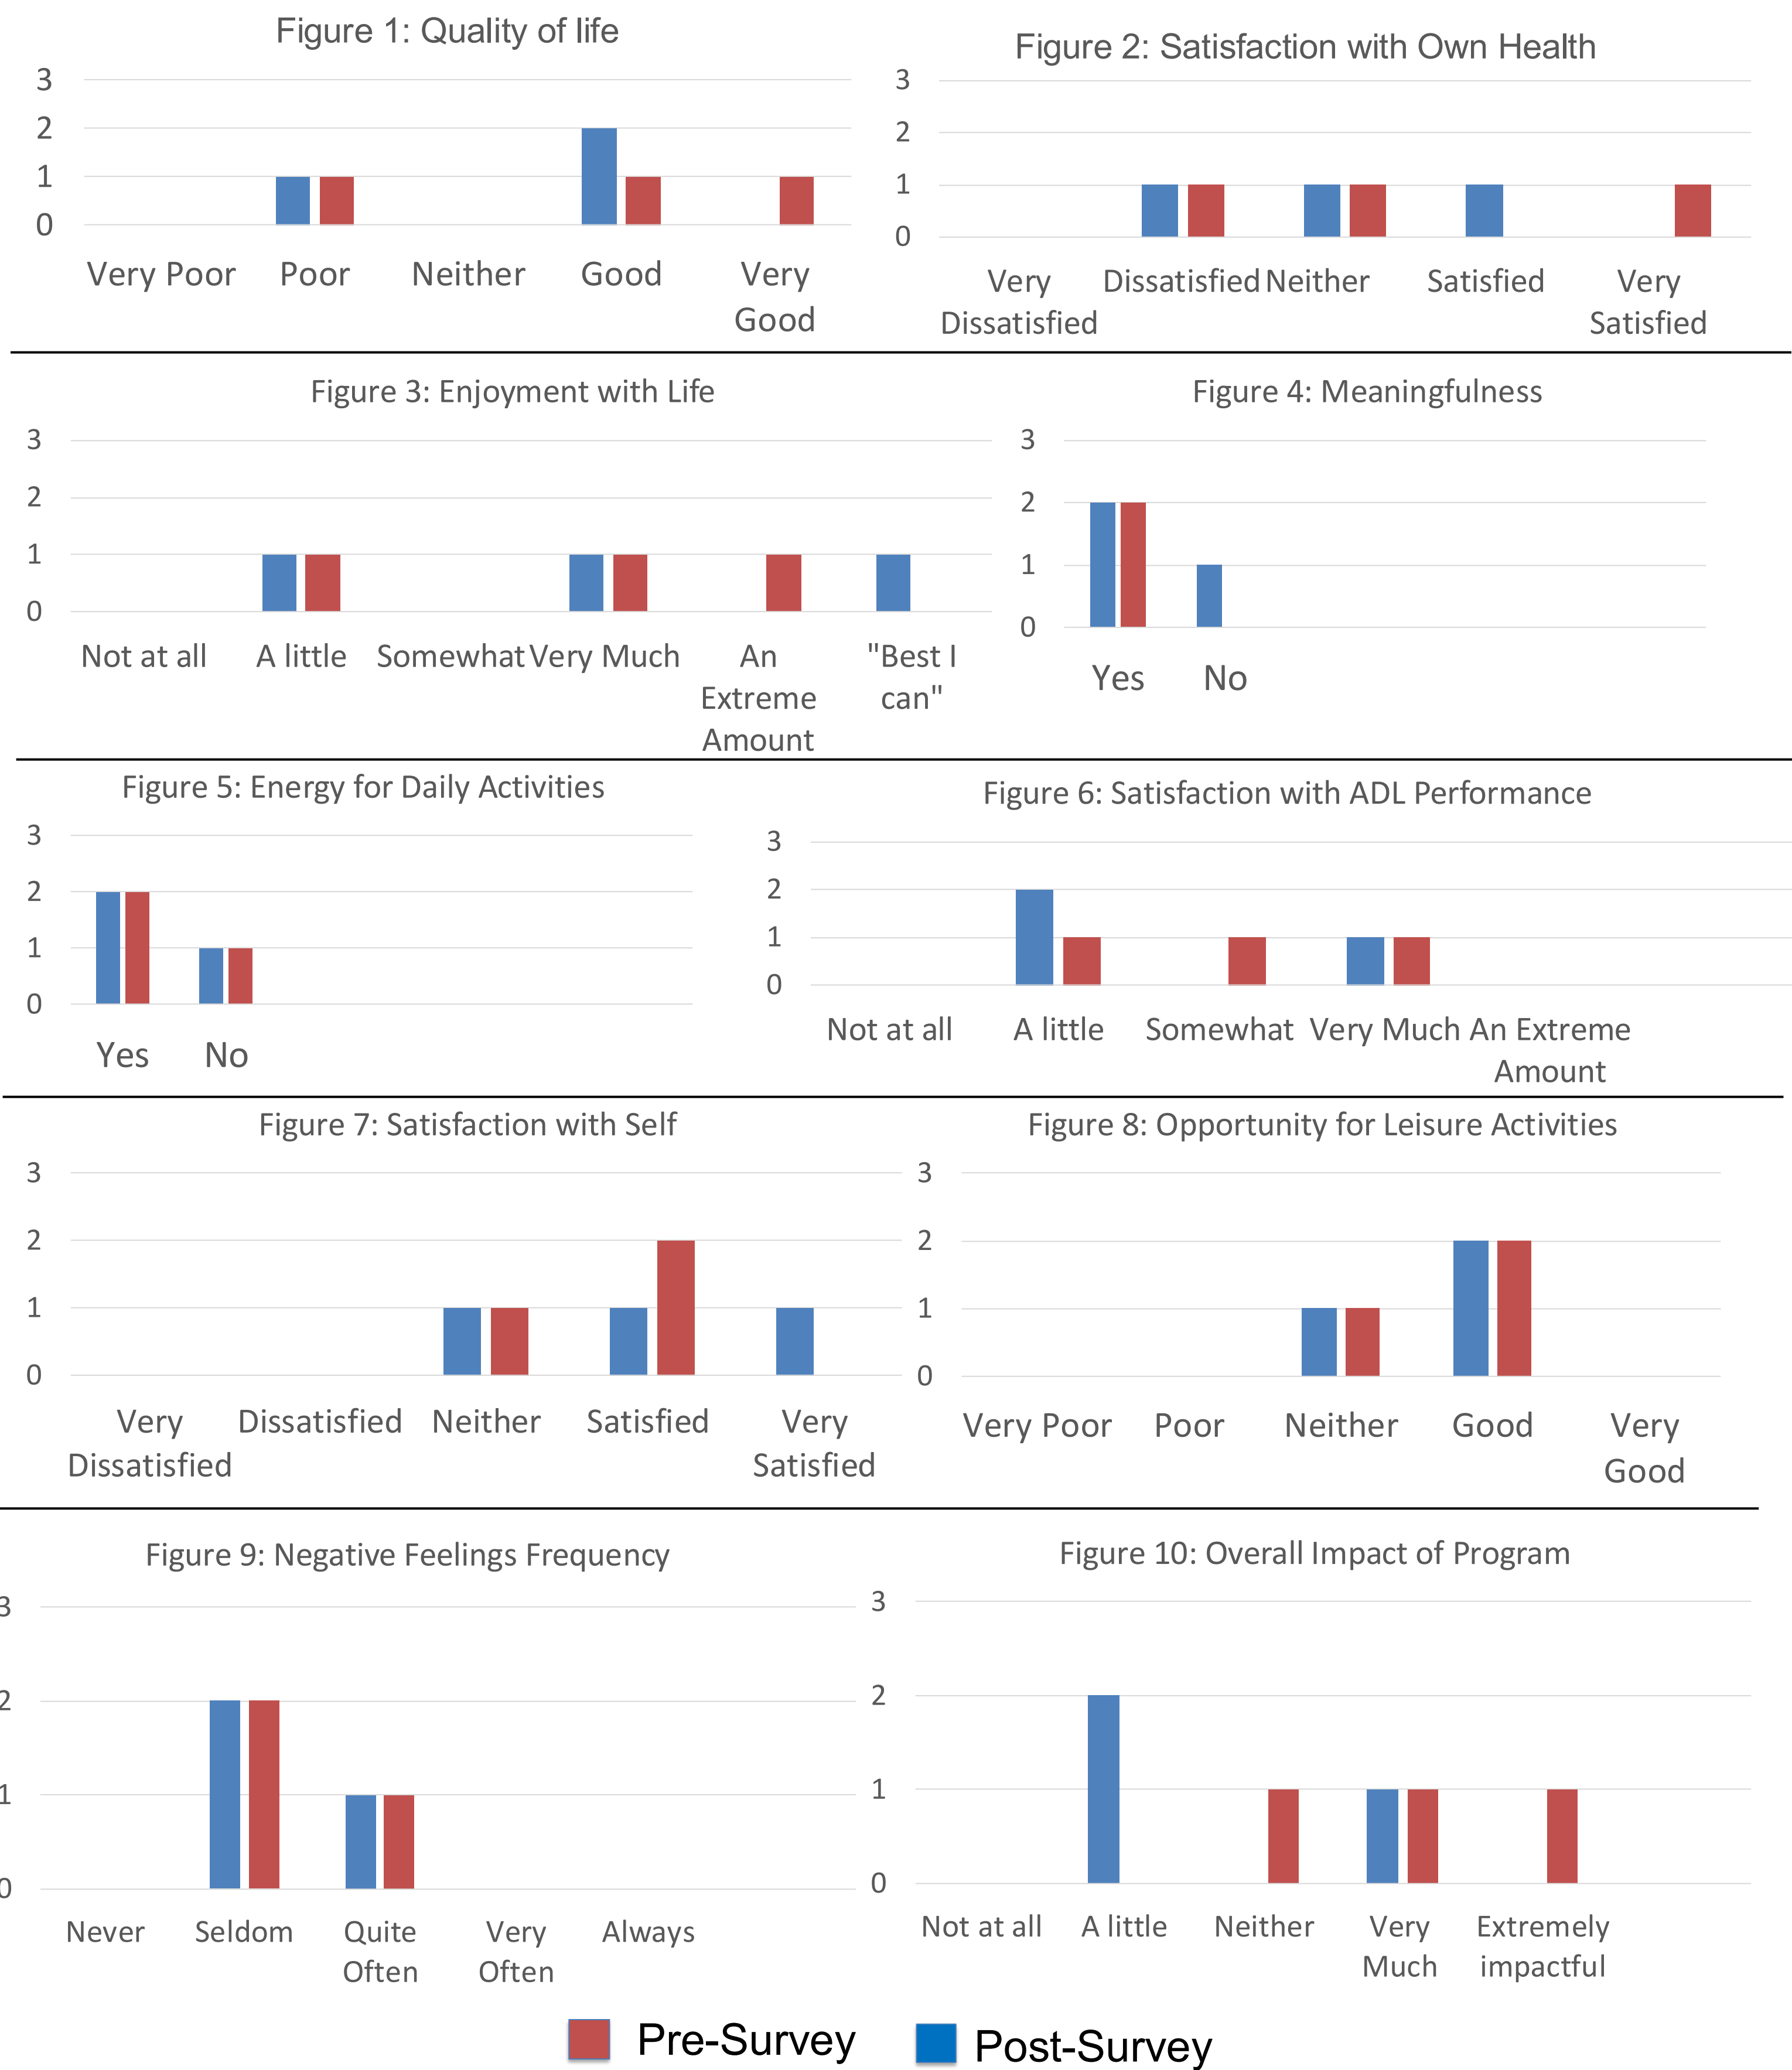 Figure 1: Quality of life
3
2
1
0
Very Poor Poor Neither Good Very
Good
Figure 2: Satisfaction with Own Health
3
2
1
0
Very Dissatisfied Neither Satisfied Very
Dissatisfied Satisfied
Figure 3: Enjoyment with Life
3
2
1
0
Not at all A little Somewhat Very Much An "Best I
Extreme can"
Amount
Figure 4: Meaningfulness
3
2
1
0
Yes No
Figure 5: Energy for Daily Activities
3
2
1
0
Yes No
Figure 6: Satisfaction with ADL Performance
3
2
1
0
Not at all A little Somewhat Very Much An Extreme
Amount
Figure 7: Satisfaction with Self
3
2
1
0
Very Dissatisfied Neither Satisfied Very
Dissatisfied Satisfied
Figure 8: Opportunity for Leisure Activities
3
2
1
0
Very Poor Poor Neither Good Very
Good
Figure 9: Negative Feelings Frequency
3
2
1
0
Never Seldom Quite Very Always
Often Often
Figure 10: Overall Impact of Program
3
2
1
0
Not at all A little Neither Very Extremely
Much impactful
Pre-Survey Post-Survey